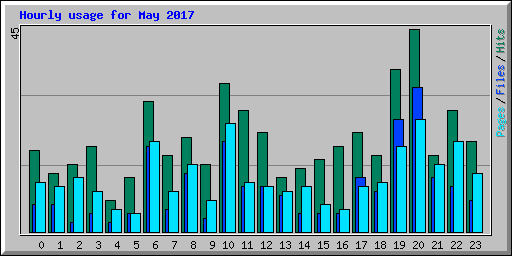 Hourly usage for May 2017
45
Pages / Files / Hits
0 1 2 3 4 5 6 7 8 9 10 11 12 13 14 15 16 17 18 19 20 21 22 23